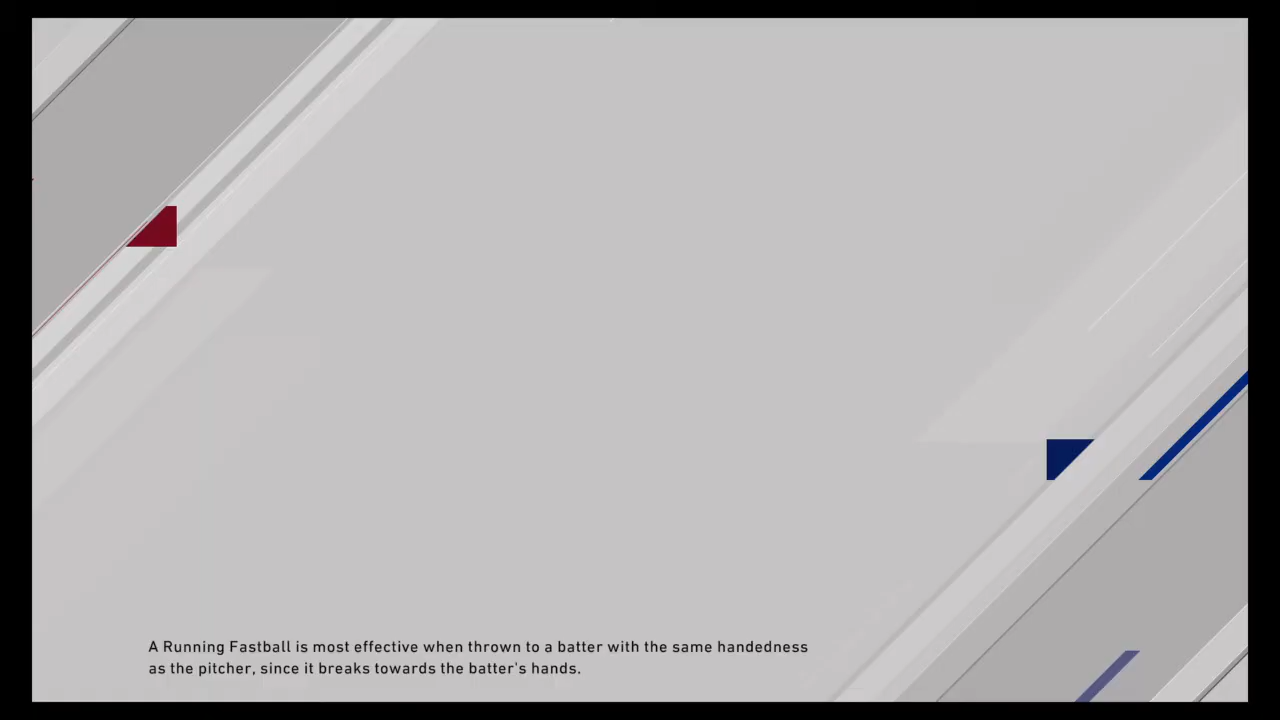 A Running Fastball is most effective when thrown to a batter with the same handedness
as the pitcher, since it breaks towards the batter's hands.